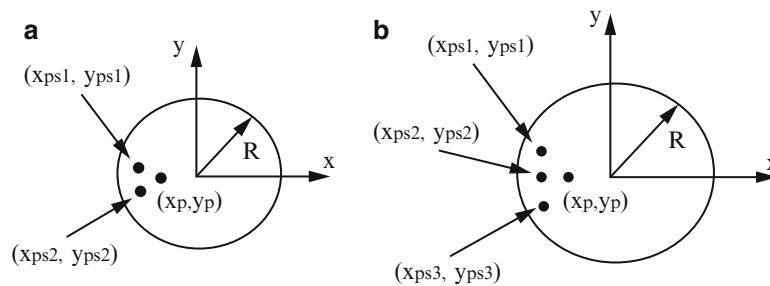 a
y
(xps1, yps1)
R
x
(xp,yp)
(xps2, yps2)
b
y
(xps1, yps1)
(xps2, yps2)
R
x
(xp,yp)
(xps3, yps3)